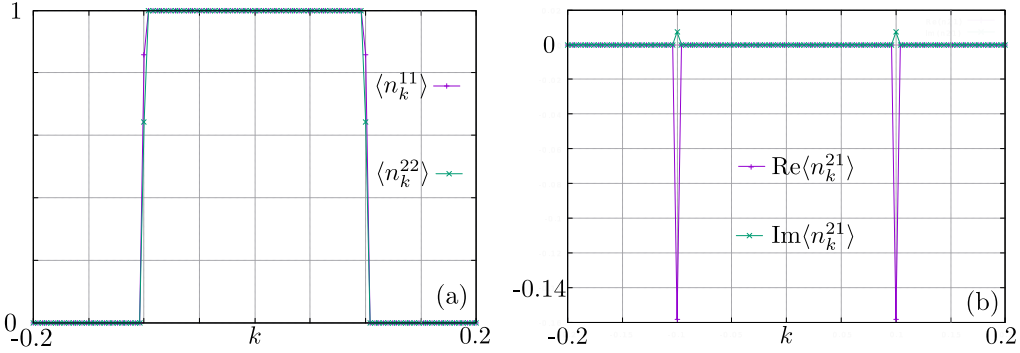 1
⟨n_k^{11}⟩
⟨n_k^{22}⟩
(a)
0
-0.2
k
0.2
0
Re⟨n_k^{21}⟩
Im⟨n_k^{21}⟩
-0.14
(b)
-0.2
k
0.2